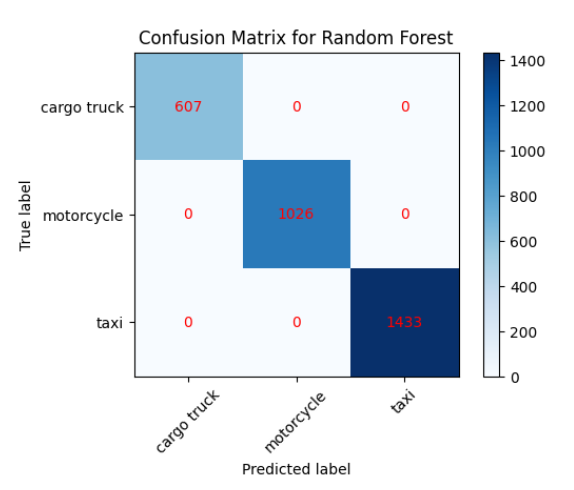 Confusion Matrix for Random Forest
True label
cargo truck
607 0 0
motorcycle
0 1026 0
taxi
0 0 1433
cargo truck
motorcycle
taxi
Predicted label
1400
1200
1000
800
600
400
200
0